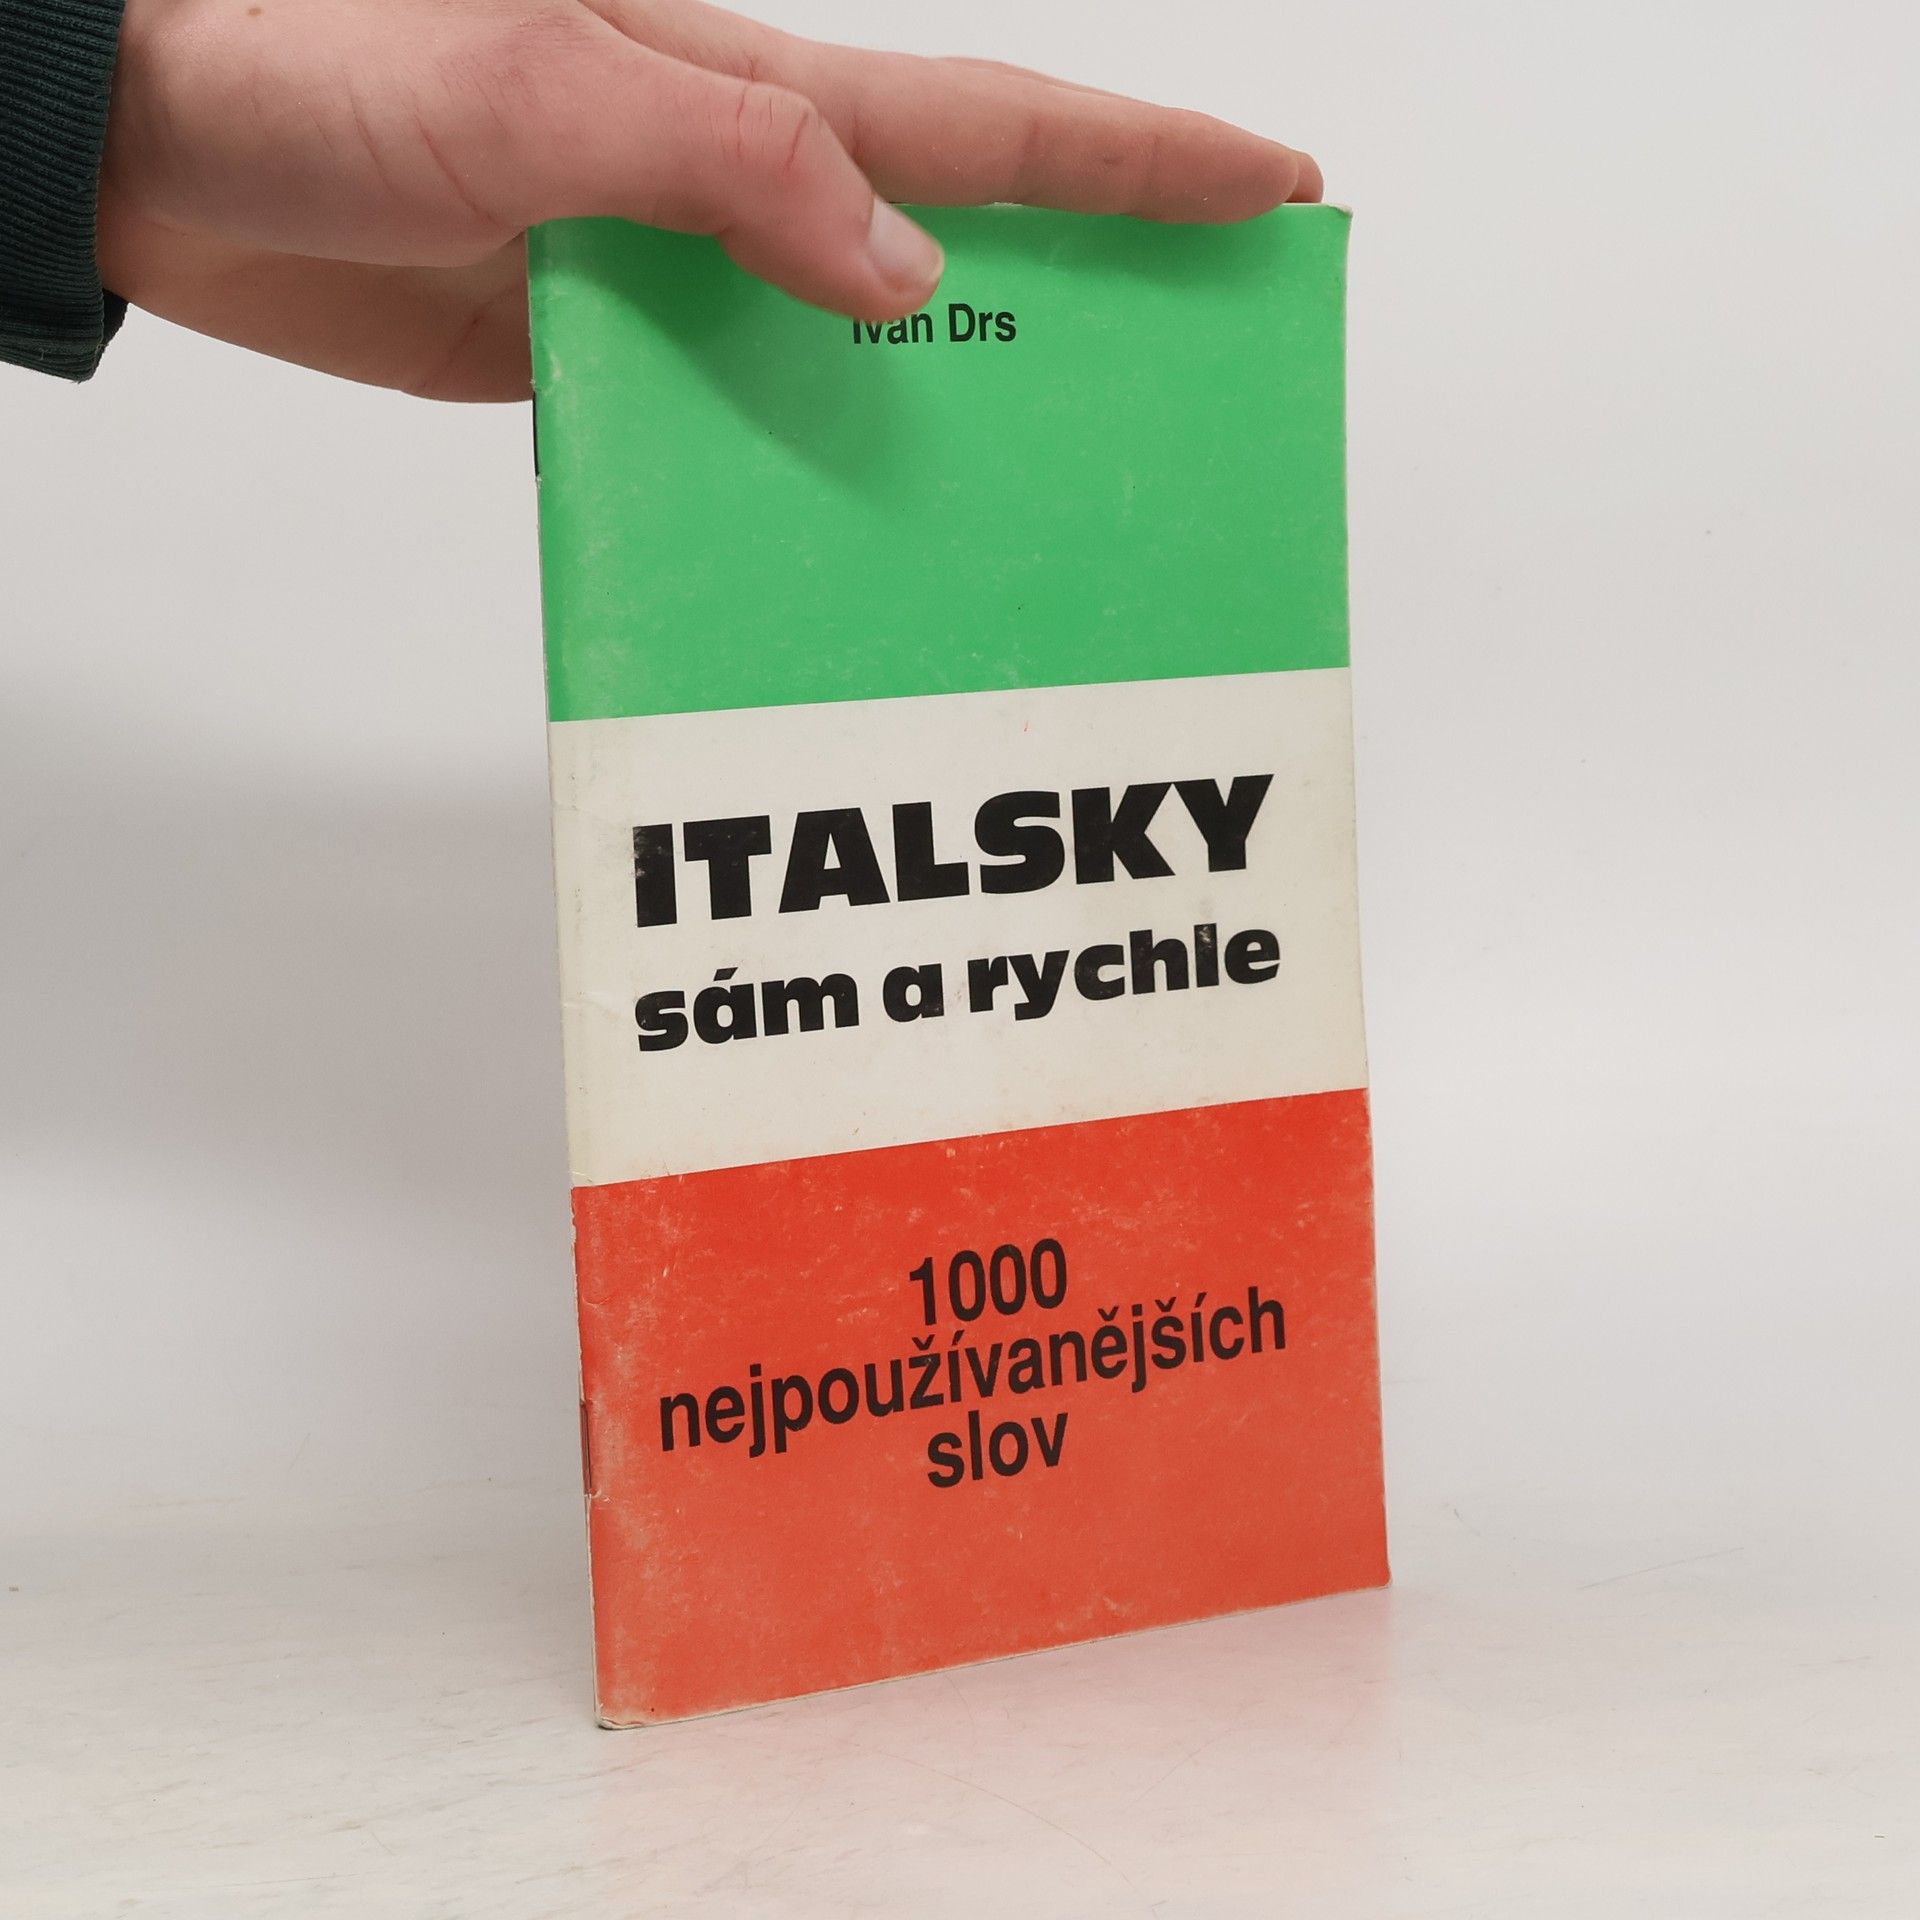 Ivan Drs
ITALSKY
sám a rychle
1000
nejpoužívanějších
slov